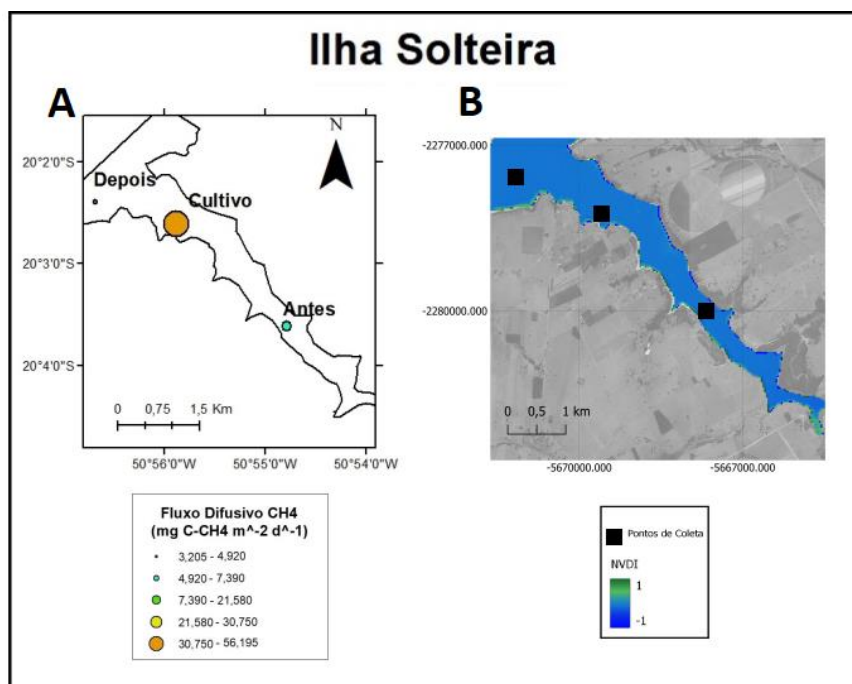 Ilha Solteira
A
N
20°2'0"S
20°3'0"S
20°4'0"S
Depois
Cultivo
Antes
0 0,75 1,5 Km
50°56'0"W 50°55'0"W 50°54'0"W
Fluxo Difusivo CH4
(mg C-CH4 m^-2 d^-1)
3,205 - 4,920
4,920 - 7,390
7,390 - 21,580
21,580 - 30,750
30,750 - 56,195
B
-2277000.000
-2280000.000
0 0,5 1 km
-5670000.000 -5667000.000
Pontos de Coleta
NVDI
1
-1